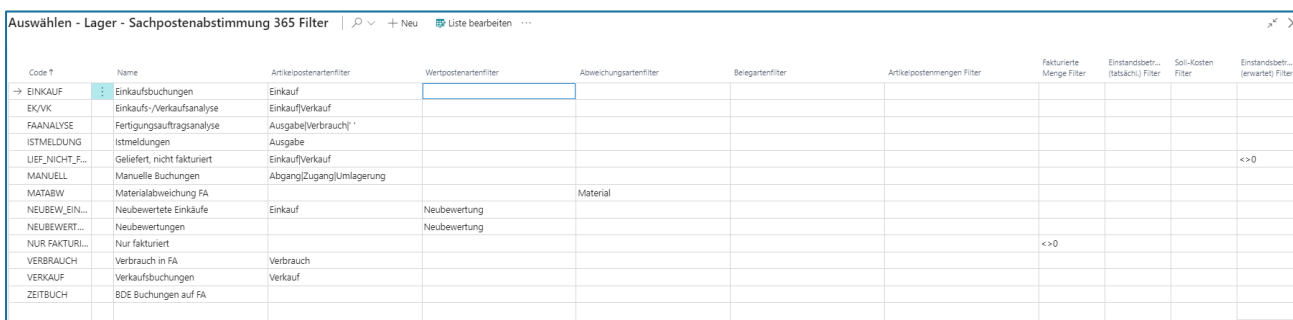 Auswählen - Lager - Sachpostenabstimmung 365 Filter + Neu Liste bearbeiten ···
Code ↑ Name Artikelpostenartenfilter Wertpostenartenfilter Abweichungsartenfilter Belegartenfilter Artikelpostenmengen Filter Fakturierte Menge Filter Einstandsbetr... (tatsächl.) Filter Soll-Kosten Filter Einstandsbetr... (erwartet) Filter
→ EINKAUF Einkaufsbuchungen Einkauf
EK/VK Einkaufs-/Verkaufsanalyse Einkauf|Verkauf
FAANALYSE Fertigungsauftragsanalyse Ausgabe|Verbrauch|' '
ISTMELDUNG Istmeldungen Ausgabe
LIEF_NICHT_F... Geliefert, nicht fakturiert Einkauf|Verkauf <>0
MANUELL Manuelle Buchungen Abgang|Zugang|Umlagerung
MATABW Materialabweichung FA Material
NEUBEW_EIN... Neubewertete Einkäufe Einkauf Neubewertung
NEUBEWERT... Neubewertungen Neubewertung
NUR FAKTURI... Nur fakturiert <>0
VERBRAUCH Verbrauch in FA Verbrauch
VERKAUF Verkaufsbuchungen Verkauf
ZEITBUCH BDE Buchungen auf FA